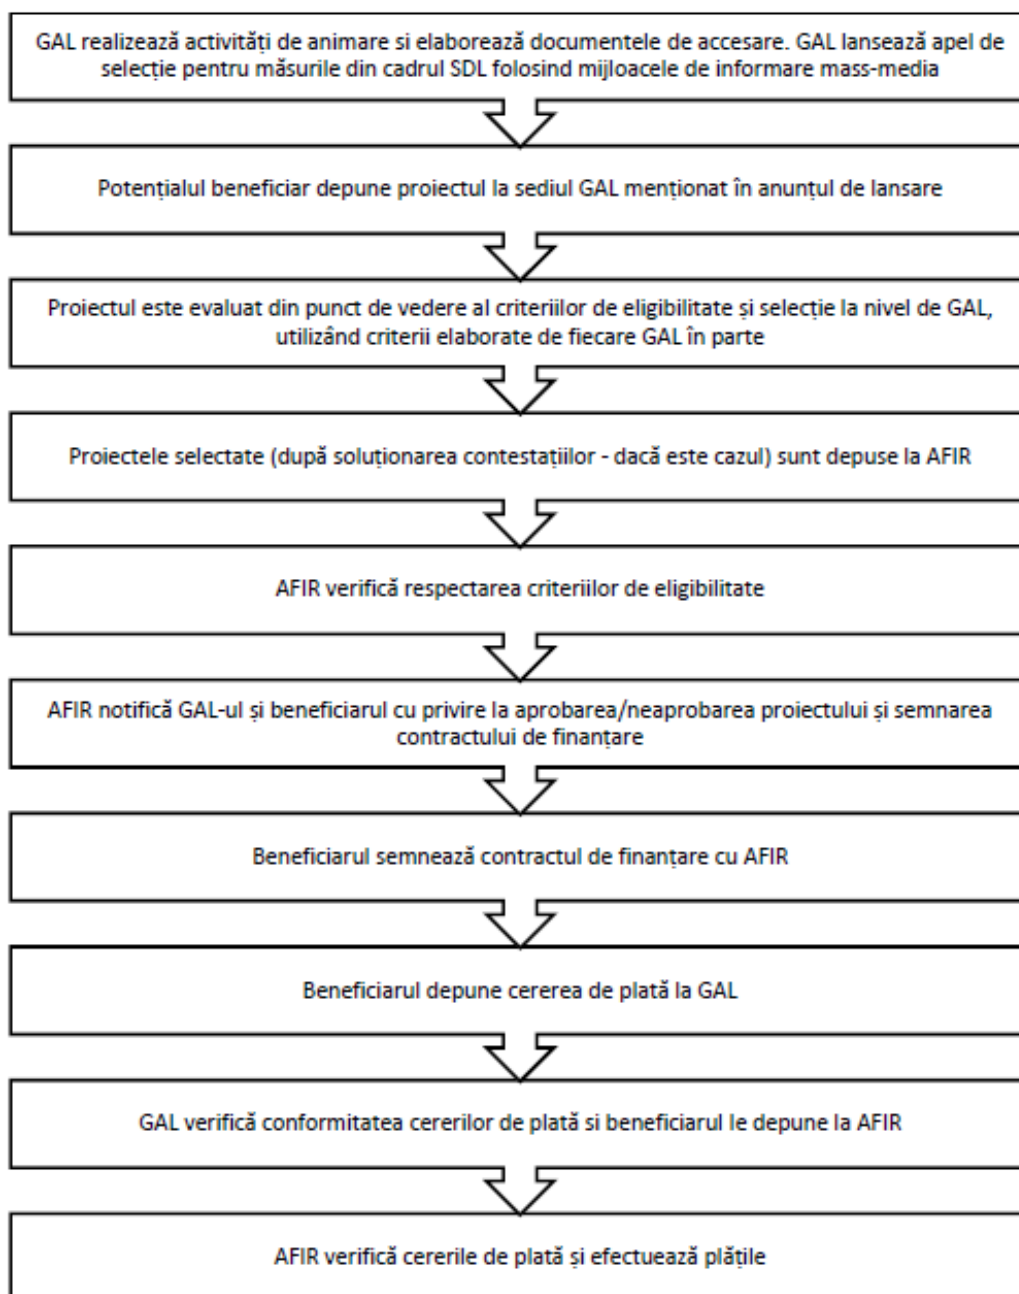 GAL realizează activități de animare si elaborează documentele de accesare. GAL lansează apel de
selecție pentru măsurile din cadrul SDL folosind mijloacele de informare mass-media
Potențialul beneficiar depune proiectul la sediul GAL menționat în anunțul de lansare
Proiectul este evaluat din punct de vedere al criteriilor de eligibilitate și selecție la nivel de GAL,
utilizând criterii elaborate de fiecare GAL în parte
Proiectele selectate (după soluționarea contestațiilor - dacă este cazul) sunt depuse la AFIR
AFIR verifică respectarea criteriilor de eligibilitate
AFIR notifică GAL-ul și beneficiarul cu privire la aprobarea/neaprobarea proiectului și semnarea
contractului de finanțare
Beneficiarul semnează contractul de finanțare cu AFIR
Beneficiarul depune cererea de plată la GAL
GAL verifică conformitatea cererilor de plată si beneficiarul le depune la AFIR
AFIR verifică cererile de plată și efectuează plățile